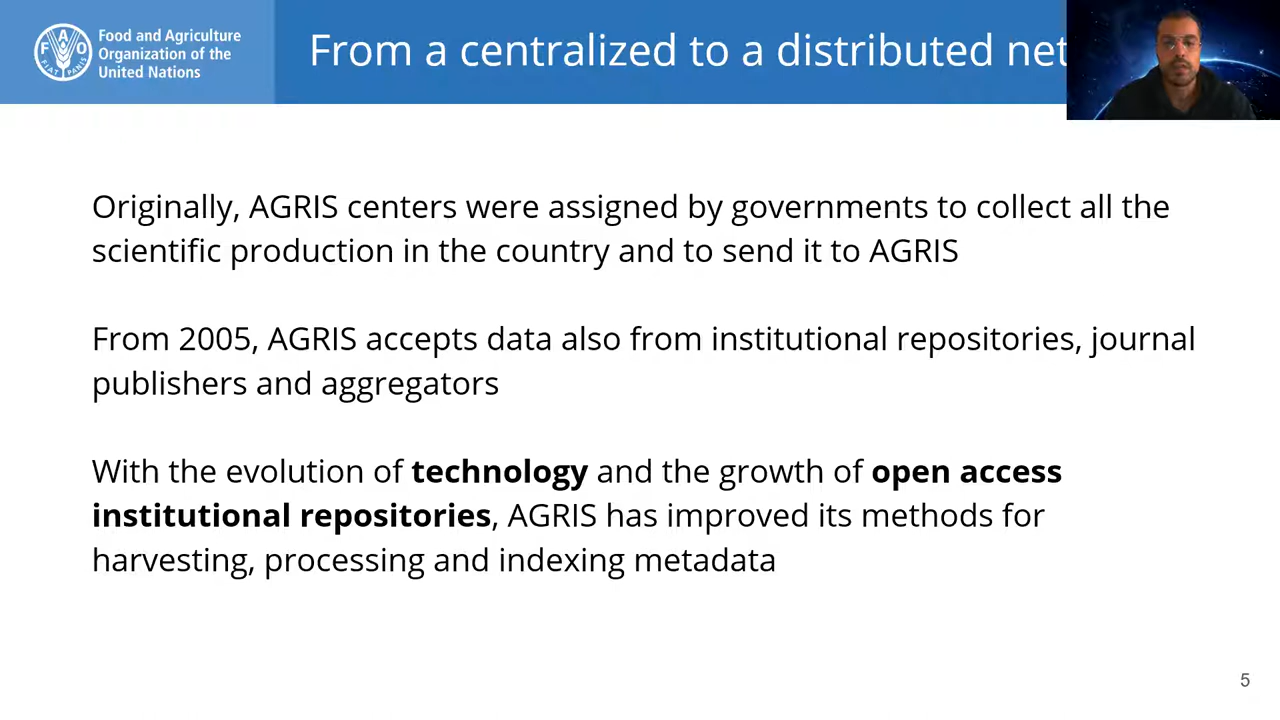 Food and Agriculture
Organization of the
United Nations
From a centralized to a distributed net
Originally, AGRIS centers were assigned by governments to collect all the
scientific production in the country and to send it to AGRIS
From 2005, AGRIS accepts data also from institutional repositories, journal
publishers and aggregators
With the evolution of technology and the growth of open access
institutional repositories, AGRIS has improved its methods for
harvesting, processing and indexing metadata
5